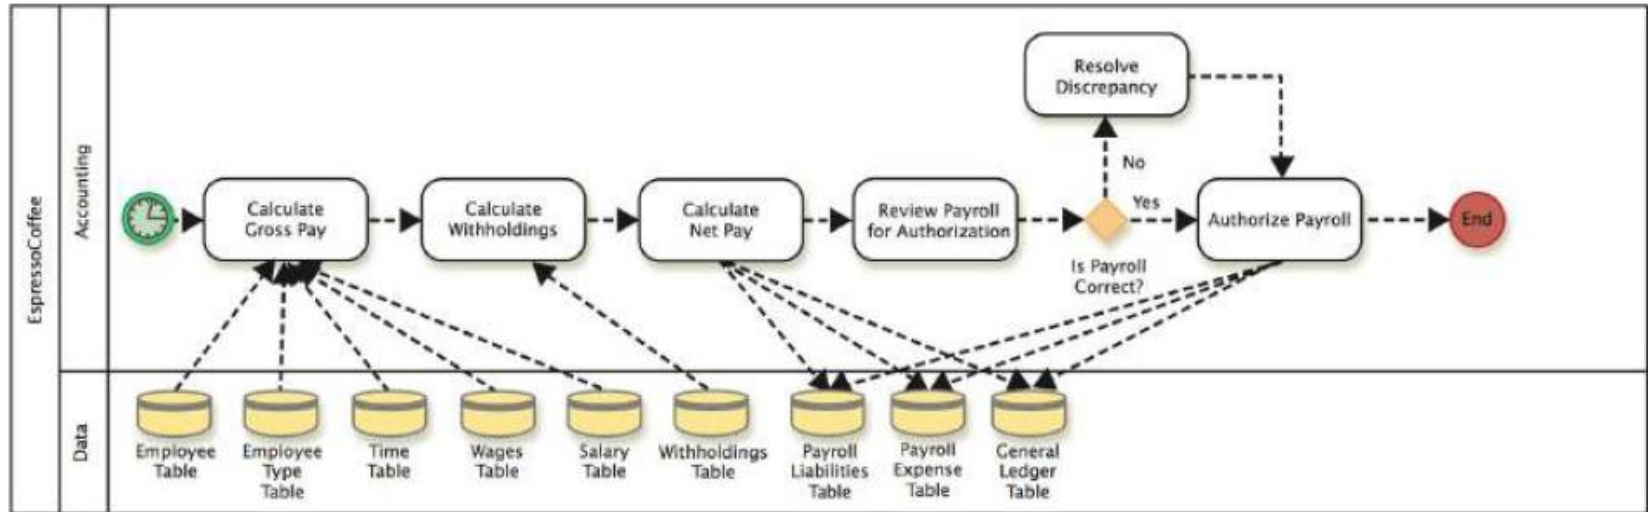 EspressoCoffee
Accounting
Resolve
Discrepancy
No
Calculate
Gross Pay
Calculate
Withholdings
Calculate
Net Pay
Review Payroll
for Authorization
Yes
Authorize Payroll
End
Is Payroll
Correct?
Data
Employee
Table
Employee
Type
Table
Time
Table
Wages
Table
Salary
Table
Withholdings
Table
Payroll
Liabilities
Table
Payroll
Expense
Table
General
Ledger
Table